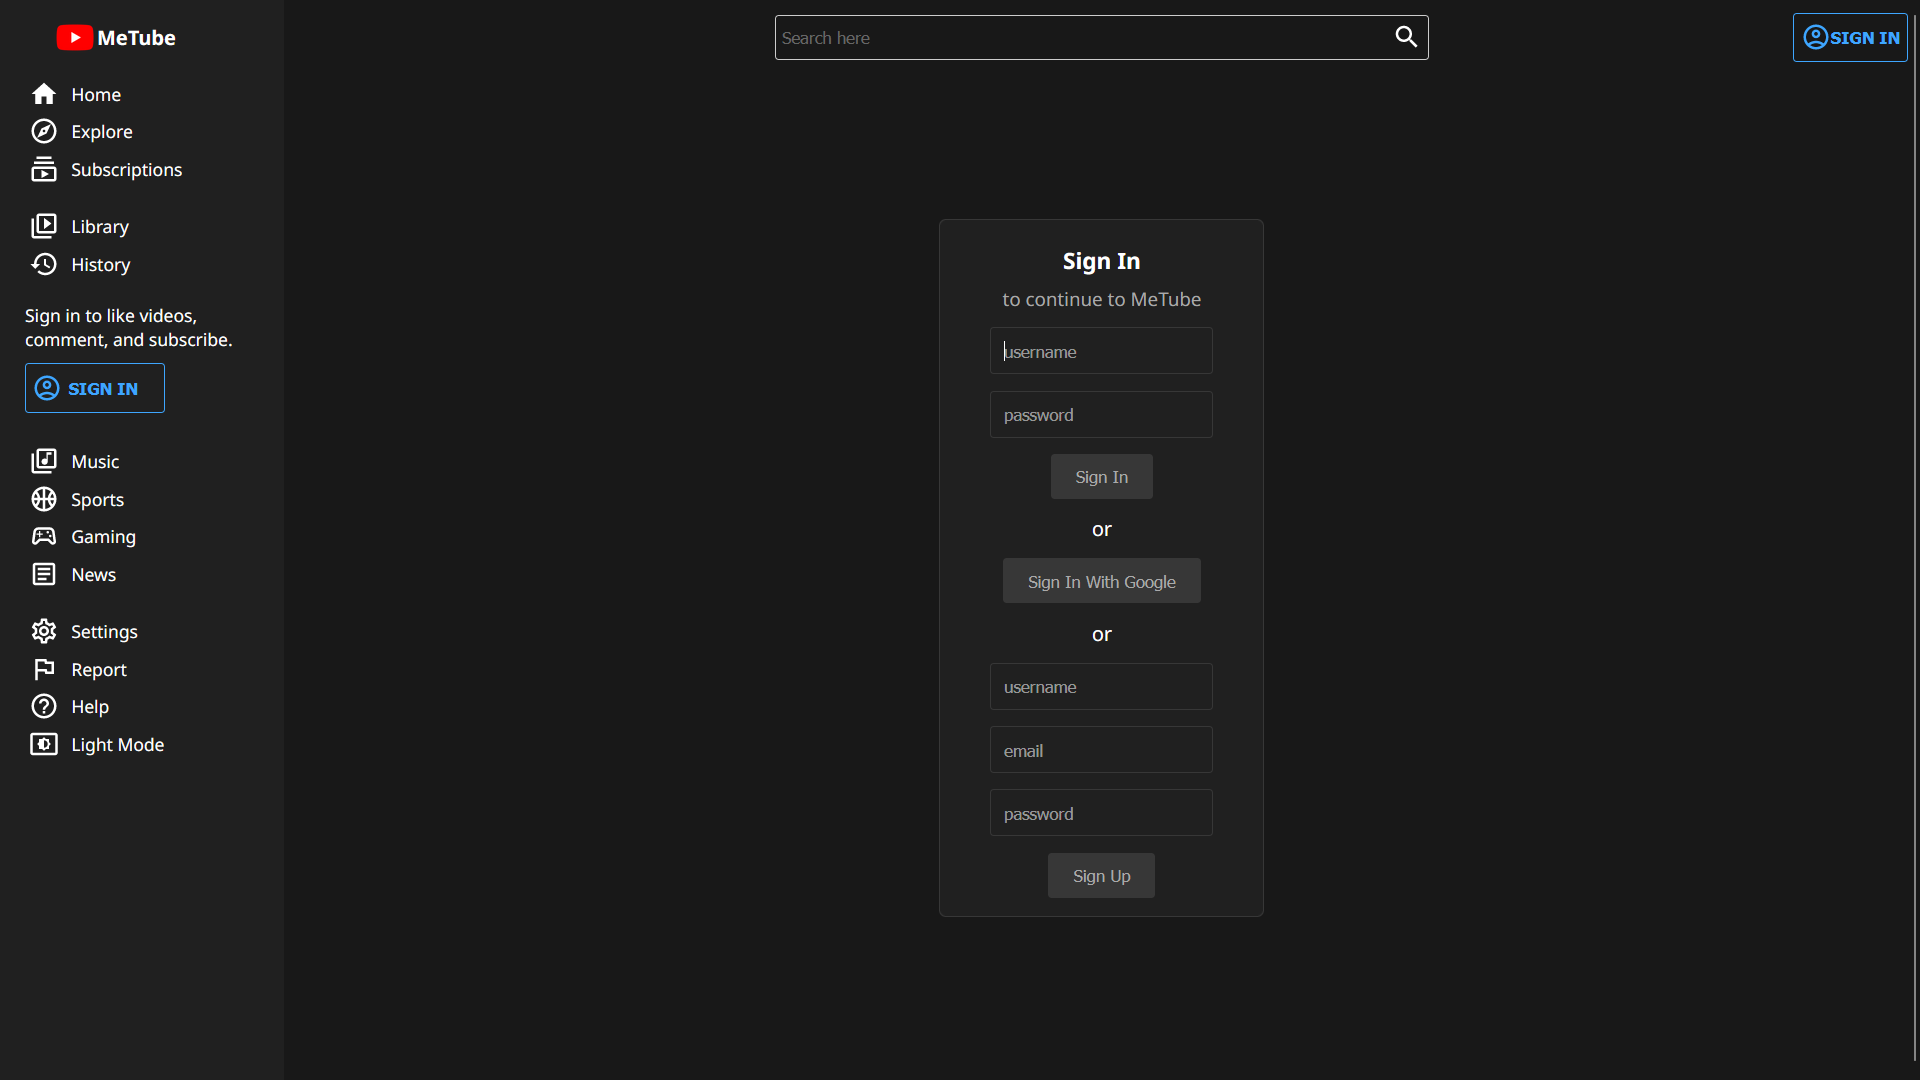 MeTube
Search here
SIGN IN
Home
Explore
Subscriptions
Library
History
Sign in to like videos,
comment, and subscribe.
SIGN IN
Music
Sports
Gaming
News
Settings
Report
Help
Light Mode
Sign In
to continue to MeTube
username
password
Sign In
or
Sign In With Google
or
username
email
password
Sign Up